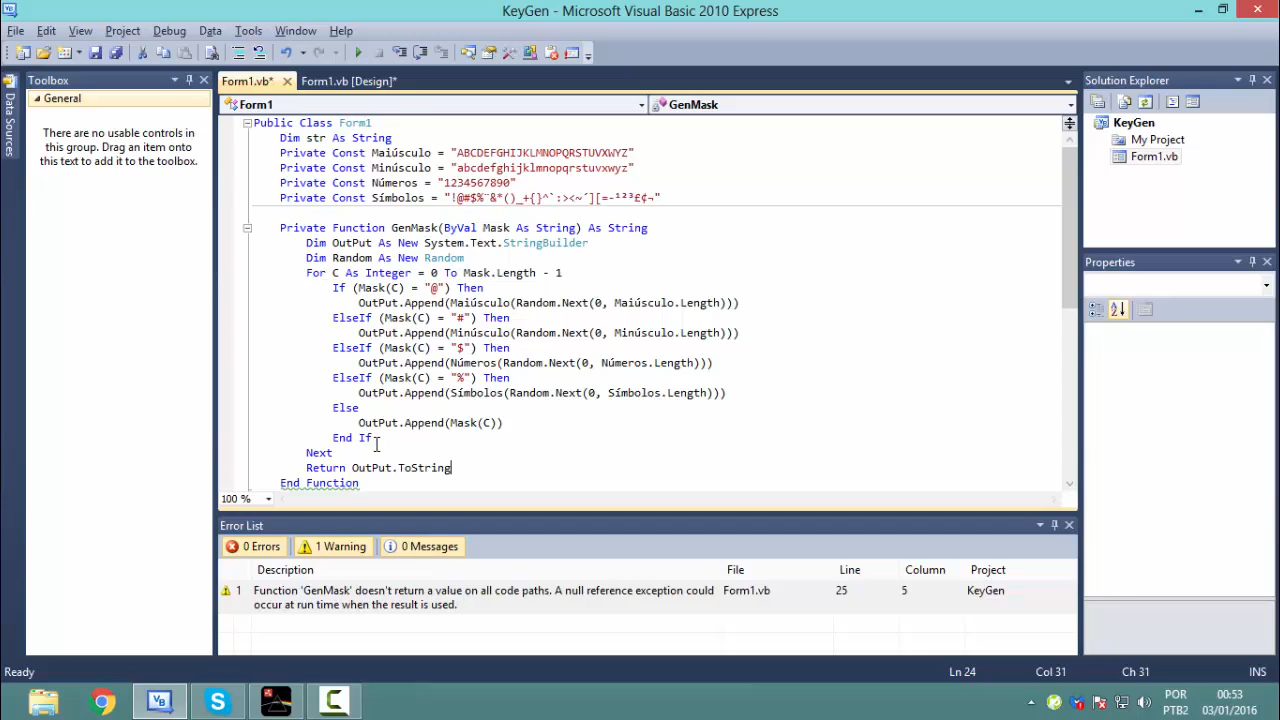 KeyGen - Microsoft Visual Basic 2010 Express
File Edit View Project Debug Data Tools Window Help
Toolbox
General
There are no usable controls in
this group. Drag an item onto
this text to add it to the toolbox.
Data Sources
Form1.vb* Form1.vb [Design]*
Form1 GenMask
Public Class Form1
Dim str As String
Private Const Maiúsculo = "ABCDEFGHIJKLMNOPQRSTUVXWYZ"
Private Const Minúsculo = "abcdefghijklmnopqrstuvxwyz"
Private Const Números = "1234567890"
Private Const Símbolos = "!@#$%¨&*()_+{}^`:><~´][=-¹²³£¢¬"
Private Function GenMask(ByVal Mask As String) As String
Dim OutPut As New System.Text.StringBuilder
Dim Random As New Random
For C As Integer = 0 To Mask.Length - 1
If (Mask(C) = "@") Then
OutPut.Append(Maiúsculo(Random.Next(0, Maiúsculo.Length)))
ElseIf (Mask(C) = "#") Then
OutPut.Append(Minúsculo(Random.Next(0, Minúsculo.Length)))
ElseIf (Mask(C) = "$") Then
OutPut.Append(Números(Random.Next(0, Números.Length)))
ElseIf (Mask(C) = "%") Then
OutPut.Append(Símbolos(Random.Next(0, Símbolos.Length)))
Else
OutPut.Append(Mask(C))
End If
Next
Return OutPut.ToString
End Function
100 %
Solution Explorer
KeyGen
My Project
Form1.vb
Properties
Error List
0 Errors 1 Warning 0 Messages
Description File Line Column Project
1 Function 'GenMask' doesn't return a value on all code paths. A null reference exception could Form1.vb 25 5 KeyGen
occur at run time when the result is used.
Ready Ln 24 Col 31 Ch 31 INS
POR 00:53
PTB2 03/01/2016